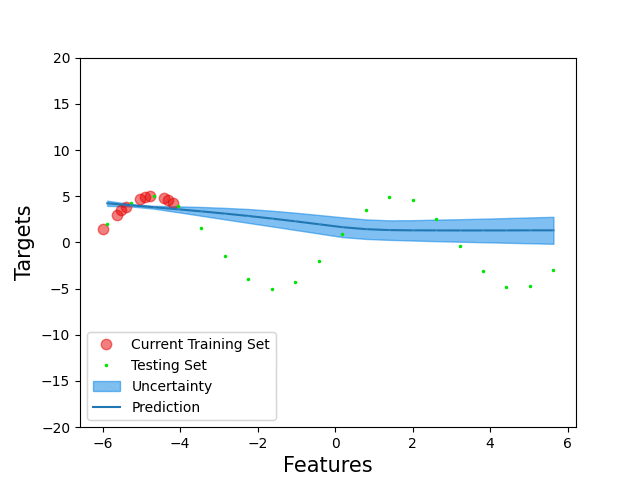 20
15
10
5
0
−5
−10
−15
−20
Targets
Current Training Set
Testing Set
Uncertainty
Prediction
−6 −4 −2 0 2 4 6
Features